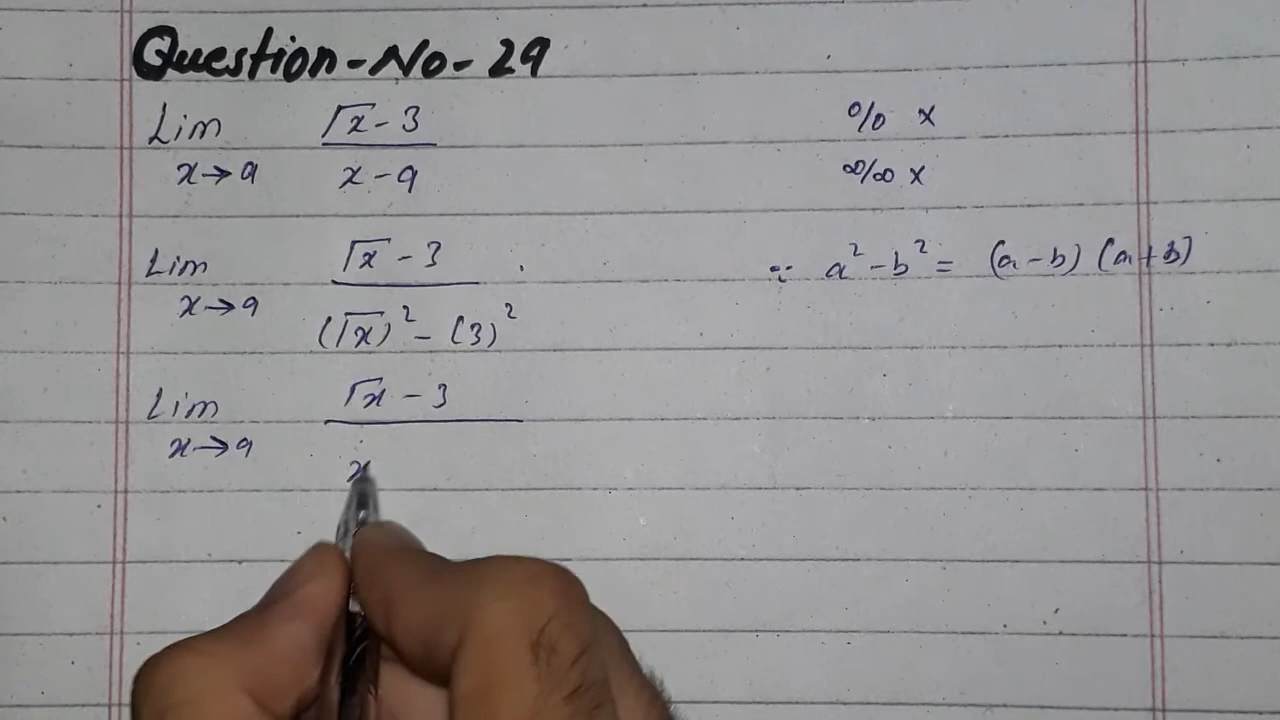 Question-No-29
Lim x→9 √x - 3 / x - 9
0/0 ×
∞/∞ ×
Lim x→9 √x - 3 / (√x)² - (3)²
∵ a² - b² = (a - b) (a + b)
Lim x→9 √x - 3 / x